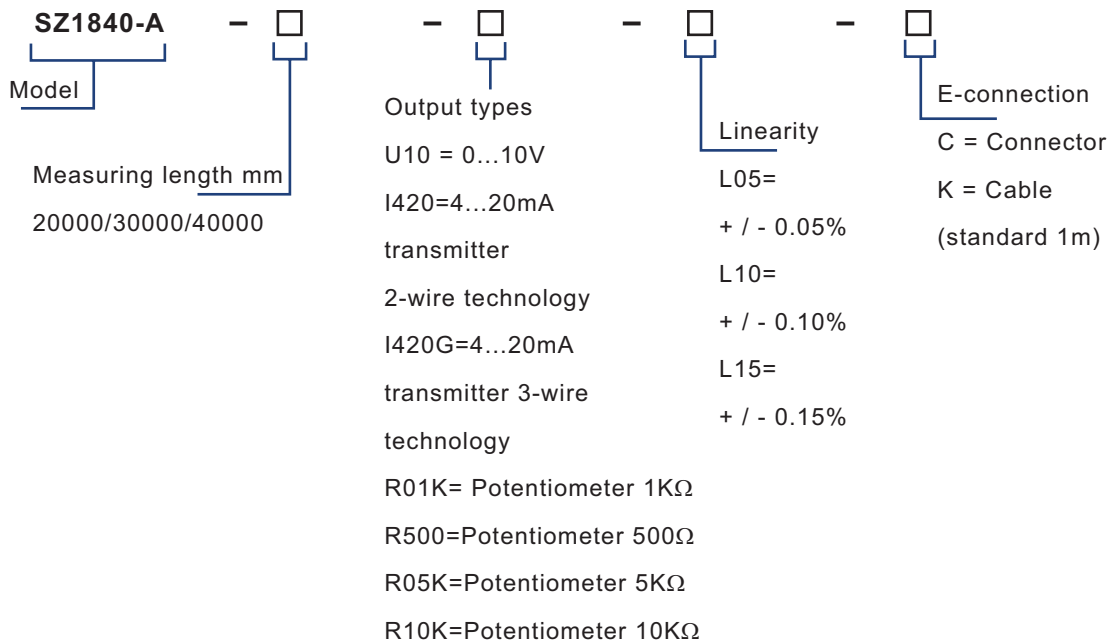 SZ1840-A – □ – □ – □ – □
Model
Measuring length mm
20000/30000/40000
Output types
U10 = 0...10V
I420=4...20mA
transmitter
2-wire technology
I420G=4...20mA
transmitter 3-wire
technology
R01K= Potentiometer 1KΩ
R500=Potentiometer 500Ω
R05K=Potentiometer 5KΩ
R10K=Potentiometer 10KΩ
Linearity
L05=
+ / - 0.05%
L10=
+ / - 0.10%
L15=
+ / - 0.15%
E-connection
C = Connector
K = Cable
(standard 1m)